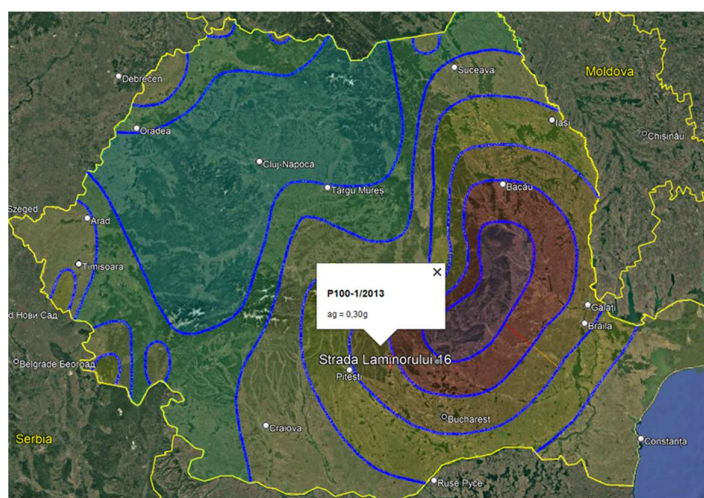 Suceava
Debrecen
Moldova
Iași
Oradea
Chișinău
Cluj-Napoca
Târgu Mureș
Bacău
Szeged
Arad
Timișoara
P100-1/2013
ag = 0,30g
Galați
d Нови Сад
Brăila
Strada Laminorului 16
Belgrade Београд
Pitești
Bucharest
Craiova
Constanța
Serbia
Ruse Русе